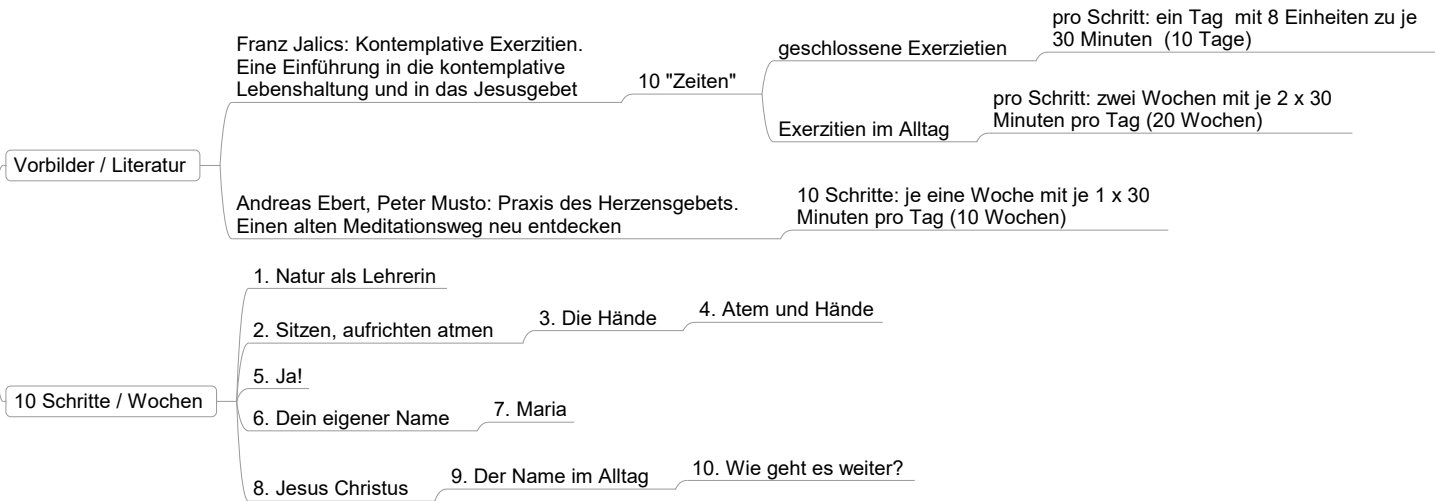 Vorbilder / Literatur
Franz Jalics: Kontemplative Exerzitien.
Eine Einführung in die kontemplative
Lebenshaltung und in das Jesusgebet
10 "Zeiten"
geschlossene Exerzietien
pro Schritt: ein Tag  mit 8 Einheiten zu je
30 Minuten  (10 Tage)
Exerzitien im Alltag
pro Schritt: zwei Wochen mit je 2 x 30
Minuten pro Tag (20 Wochen)
Andreas Ebert, Peter Musto: Praxis des Herzensgebets.
Einen alten Meditationsweg neu entdecken
10 Schritte: je eine Woche mit je 1 x 30
Minuten pro Tag (10 Wochen)
10 Schritte / Wochen
1. Natur als Lehrerin
2. Sitzen, aufrichten atmen
3. Die Hände
4. Atem und Hände
5. Ja!
6. Dein eigener Name
7. Maria
8. Jesus Christus
9. Der Name im Alltag
10. Wie geht es weiter?